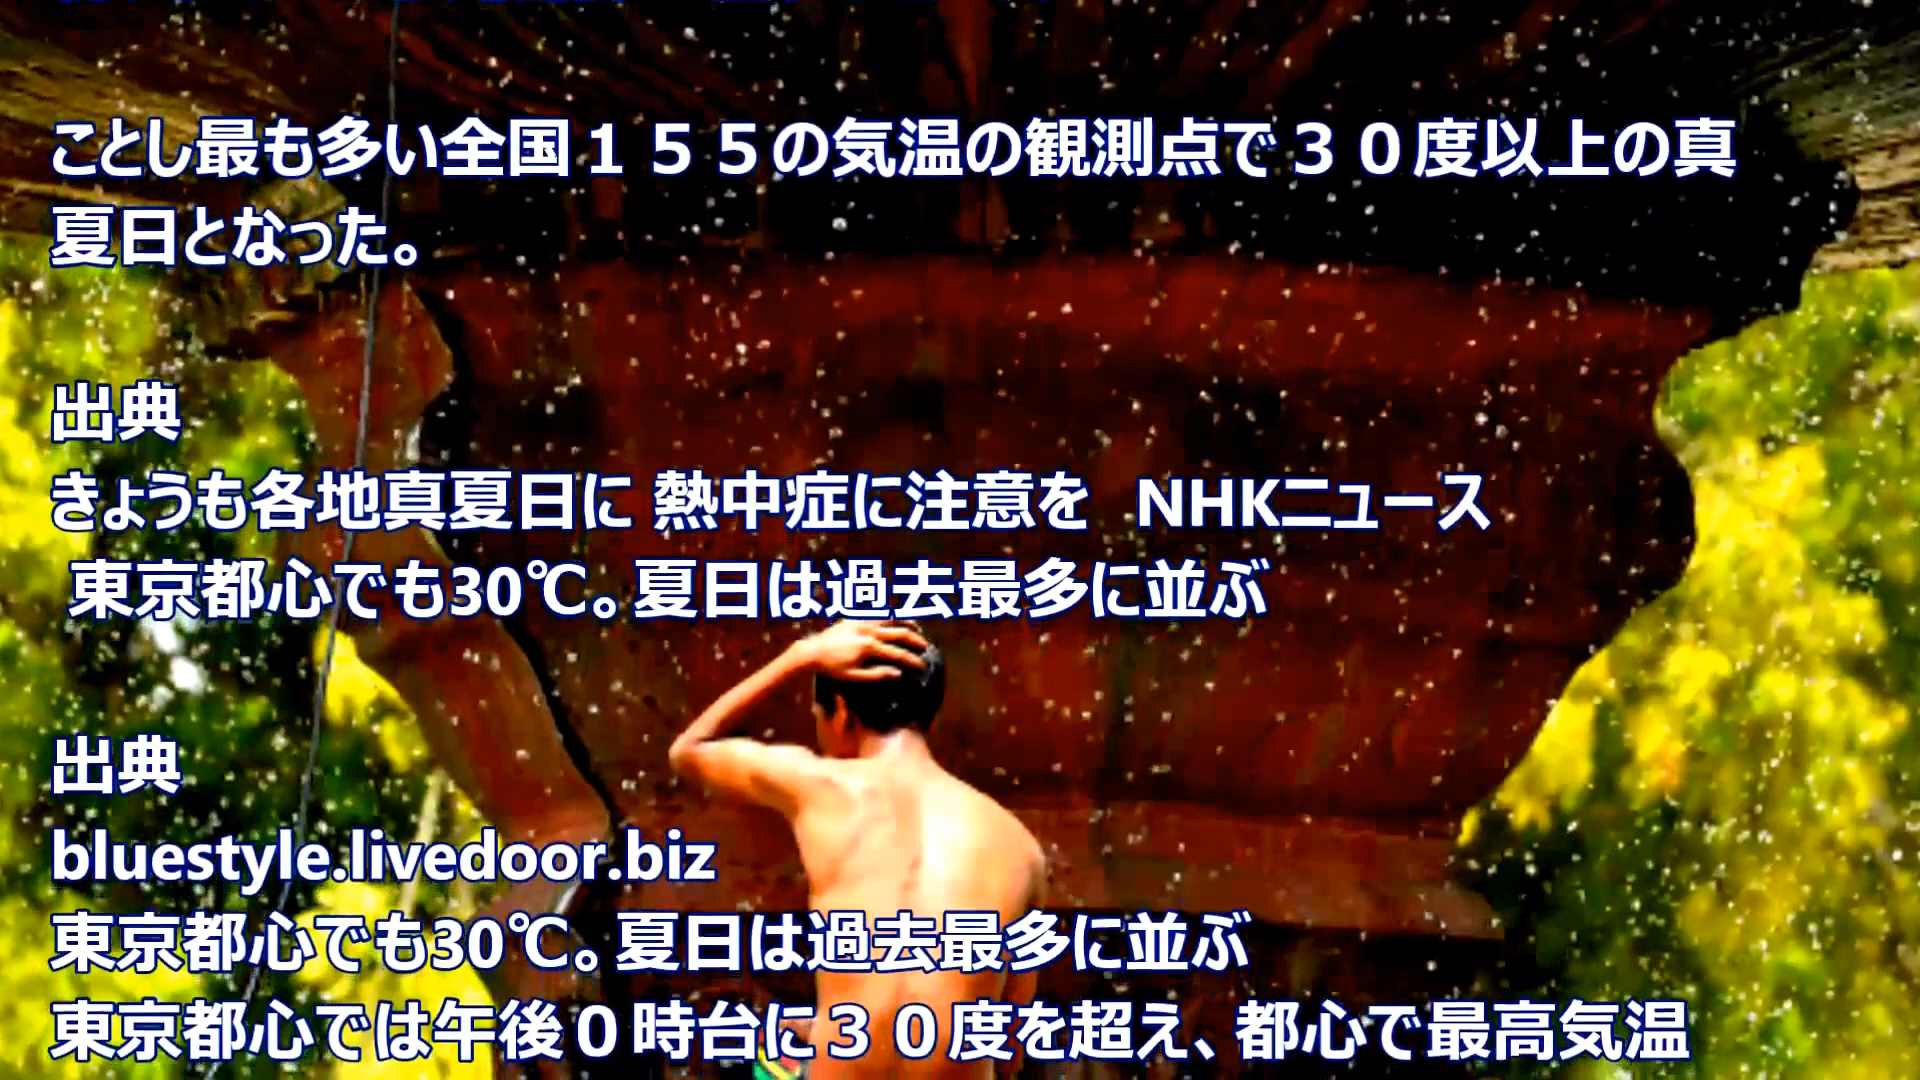 ことし最も多い全国１５５の気温の観測点で３０度以上の真
夏日となった。
出典
きょうも各地真夏日に 熱中症に注意を　NHKニュース
東京都心でも30℃。夏日は過去最多に並ぶ
出典
bluestyle.livedoor.biz
東京都心でも30℃。夏日は過去最多に並ぶ
東京都心では午後０時台に３０度を超え、都心で最高気温